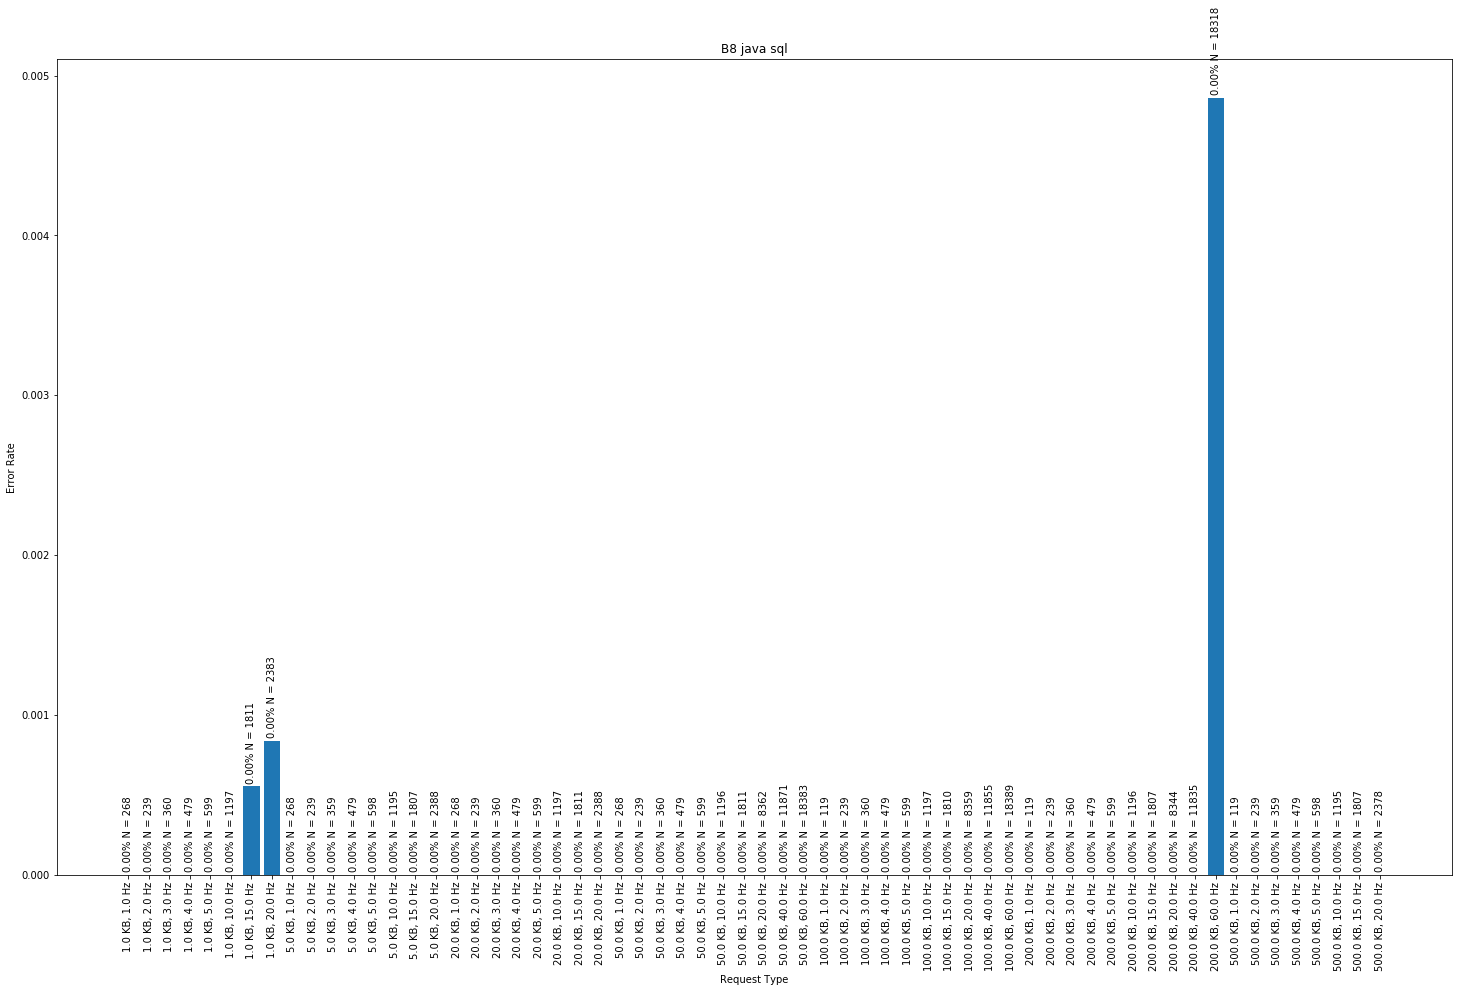 B8 java sql
Error Rate
0.005
0.004
0.003
0.002
0.001
0.000
0.00% N = 268
0.00% N = 239
0.00% N = 360
0.00% N = 479
0.00% N = 599
0.00% N = 1197
0.00% N = 1811
0.00% N = 2383
0.00% N = 268
0.00% N = 239
0.00% N = 359
0.00% N = 479
0.00% N = 598
0.00% N = 1195
0.00% N = 1807
0.00% N = 2388
0.00% N = 268
0.00% N = 239
0.00% N = 360
0.00% N = 479
0.00% N = 599
0.00% N = 1197
0.00% N = 1811
0.00% N = 2388
0.00% N = 268
0.00% N = 239
0.00% N = 360
0.00% N = 479
0.00% N = 599
0.00% N = 1196
0.00% N = 1811
0.00% N = 8362
0.00% N = 11871
0.00% N = 18383
0.00% N = 119
0.00% N = 239
0.00% N = 360
0.00% N = 479
0.00% N = 599
0.00% N = 1197
0.00% N = 1810
0.00% N = 8359
0.00% N = 11855
0.00% N = 18389
0.00% N = 119
0.00% N = 239
0.00% N = 360
0.00% N = 479
0.00% N = 599
0.00% N = 1196
0.00% N = 1807
0.00% N = 8344
0.00% N = 11835
0.00% N = 18318
0.00% N = 119
0.00% N = 239
0.00% N = 359
0.00% N = 479
0.00% N = 598
0.00% N = 1195
0.00% N = 1807
0.00% N = 2378
1.0 KB, 1.0 Hz
1.0 KB, 2.0 Hz
1.0 KB, 3.0 Hz
1.0 KB, 4.0 Hz
1.0 KB, 5.0 Hz
1.0 KB, 10.0 Hz
1.0 KB, 15.0 Hz
1.0 KB, 20.0 Hz
5.0 KB, 1.0 Hz
5.0 KB, 2.0 Hz
5.0 KB, 3.0 Hz
5.0 KB, 4.0 Hz
5.0 KB, 5.0 Hz
5.0 KB, 10.0 Hz
5.0 KB, 15.0 Hz
5.0 KB, 20.0 Hz
20.0 KB, 1.0 Hz
20.0 KB, 2.0 Hz
20.0 KB, 3.0 Hz
20.0 KB, 4.0 Hz
20.0 KB, 5.0 Hz
20.0 KB, 10.0 Hz
20.0 KB, 15.0 Hz
20.0 KB, 20.0 Hz
50.0 KB, 1.0 Hz
50.0 KB, 2.0 Hz
50.0 KB, 3.0 Hz
50.0 KB, 4.0 Hz
50.0 KB, 5.0 Hz
50.0 KB, 10.0 Hz
50.0 KB, 15.0 Hz
50.0 KB, 20.0 Hz
50.0 KB, 40.0 Hz
50.0 KB, 60.0 Hz
100.0 KB, 1.0 Hz
100.0 KB, 2.0 Hz
100.0 KB, 3.0 Hz
100.0 KB, 4.0 Hz
100.0 KB, 5.0 Hz
100.0 KB, 10.0 Hz
100.0 KB, 15.0 Hz
100.0 KB, 20.0 Hz
100.0 KB, 40.0 Hz
100.0 KB, 60.0 Hz
200.0 KB, 1.0 Hz
200.0 KB, 2.0 Hz
200.0 KB, 3.0 Hz
200.0 KB, 4.0 Hz
200.0 KB, 5.0 Hz
200.0 KB, 10.0 Hz
200.0 KB, 15.0 Hz
200.0 KB, 20.0 Hz
200.0 KB, 40.0 Hz
200.0 KB, 60.0 Hz
500.0 KB, 1.0 Hz
500.0 KB, 2.0 Hz
500.0 KB, 3.0 Hz
500.0 KB, 4.0 Hz
500.0 KB, 5.0 Hz
500.0 KB, 10.0 Hz
500.0 KB, 15.0 Hz
500.0 KB, 20.0 Hz
Request Type